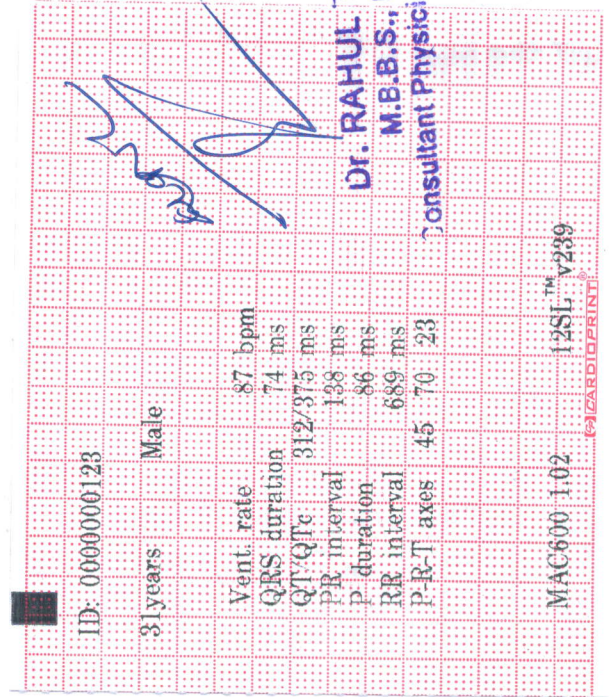 ID: 0000000123
31years Male
Vent. rate 87 bpm
QRS duration 74 ms
QT/QTc 312/375 ms
PR interval 138 ms
P duration 86 ms
RR interval 689 ms
P-R-T axes 45 70 23
MAC600 1.02 12SL™ v239
CARDIOPRINT®
Dr. RAHUL
M.B.B.S.,
Consultant Physici